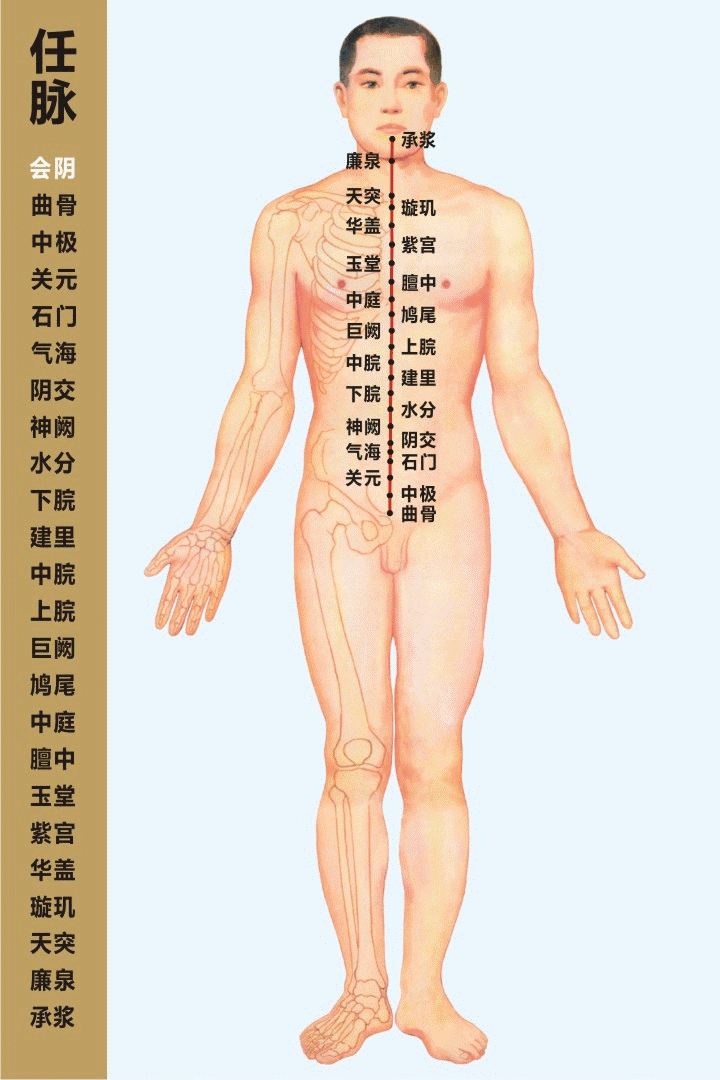 任脉
会阴
曲骨
中极
关元
石门
气海
阴交
神阙
水分
下脘
建里
中脘
上脘
巨阙
鸠尾
中庭
膻中
玉堂
紫宫
华盖
璇玑
天突
廉泉
承浆
承浆
廉泉
天突
璇玑
华盖
紫宫
玉堂
膻中
中庭
鸠尾
巨阙
上脘
中脘
建里
下脘
水分
神阙
阴交
气海
石门
关元
中极
曲骨